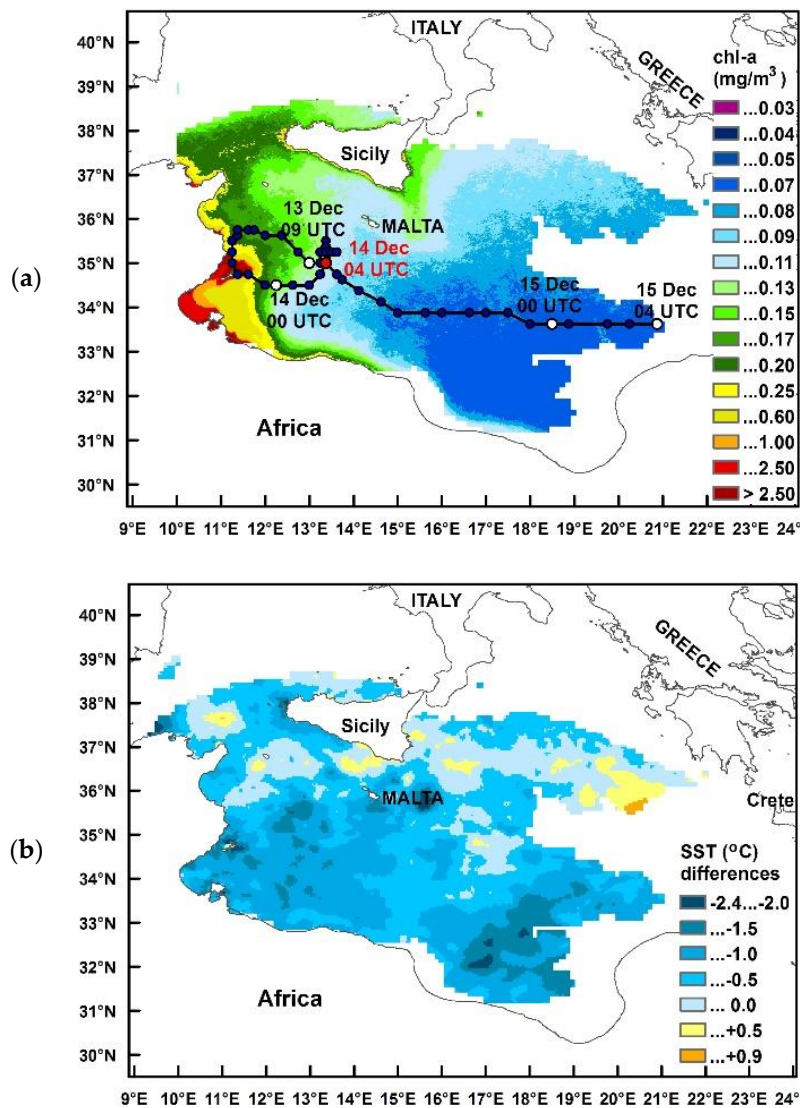 (a)
ITALY
40°N
39°N
38°N
37°N
36°N
35°N
34°N
33°N
32°N
31°N
30°N
GREECE
Sicily
MALTA
13 Dec
09 UTC
14 Dec
04 UTC
14 Dec
00 UTC
15 Dec
00 UTC
15 Dec
04 UTC
Africa
chl-a
(mg/m³)
...0.03
...0.04
...0.05
...0.07
...0.08
...0.09
...0.11
...0.13
...0.15
...0.17
...0.20
...0.25
...0.60
...1.00
...2.50
> 2.50
9°E 10°E 11°E 12°E 13°E 14°E 15°E 16°E 17°E 18°E 19°E 20°E 21°E 22°E 23°E 24°
(b)
ITALY
40°N
39°N
38°N
37°N
36°N
35°N
34°N
33°N
32°N
31°N
30°N
GREECE
Sicily
MALTA
Crete
Africa
SST (°C)
differences
-2.4...-2.0
...-1.5
...-1.0
...-0.5
... 0.0
...+0.5
...+0.9
9°E 10°E 11°E 12°E 13°E 14°E 15°E 16°E 17°E 18°E 19°E 20°E 21°E 22°E 23°E 24°E